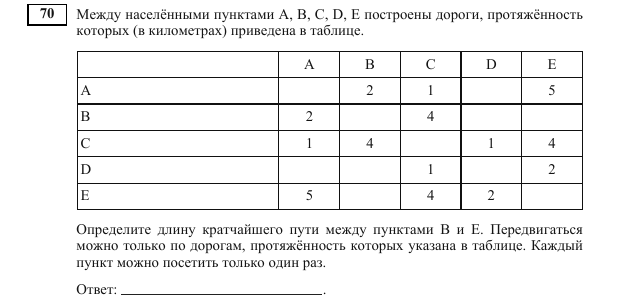 70 Между населёнными пунктами A, B, C, D, E построены дороги, протяжённость
которых (в километрах) приведена в таблице.
A B C D E
A 2 1 5
B 2 4
C 1 4 1 4
D 1 2
E 5 4 2
Определите длину кратчайшего пути между пунктами B и E. Передвигаться
можно только по дорогам, протяжённость которых указана в таблице. Каждый
пункт можно посетить только один раз.
Ответ: ______________________________.